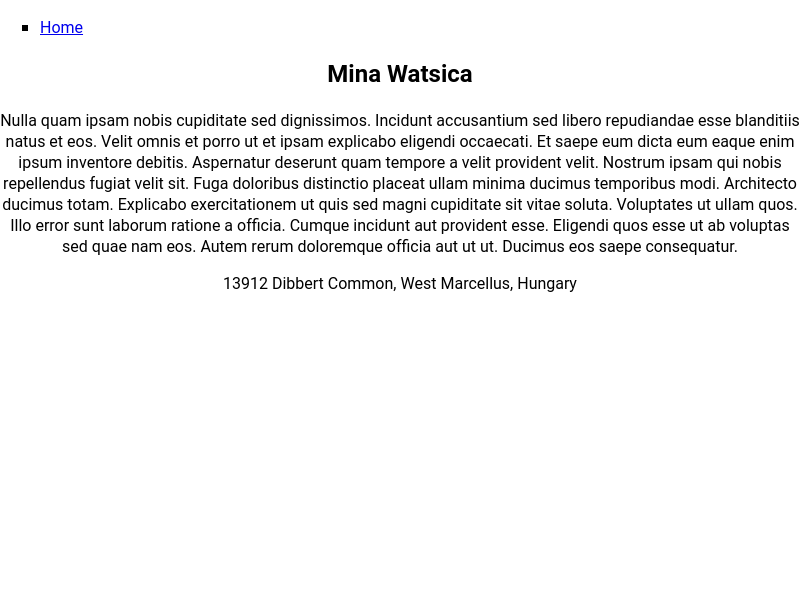 Home
Mina Watsica
Nulla quam ipsam nobis cupiditate sed dignissimos. Incidunt accusantium sed libero repudiandae esse blanditiis
natus et eos. Velit omnis et porro ut et ipsam explicabo eligendi occaecati. Et saepe eum dicta eum eaque enim
ipsum inventore debitis. Aspernatur deserunt quam tempore a velit provident velit. Nostrum ipsam qui nobis
repellendus fugiat velit sit. Fuga doloribus distinctio placeat ullam minima ducimus temporibus modi. Architecto
ducimus totam. Explicabo exercitationem ut quis sed magni cupiditate sit vitae soluta. Voluptates ut ullam quos.
Illo error sunt laborum ratione a officia. Cumque incidunt aut provident esse. Eligendi quos esse ut ab voluptas
sed quae nam eos. Autem rerum doloremque officia aut ut ut. Ducimus eos saepe consequatur.
13912 Dibbert Common, West Marcellus, Hungary